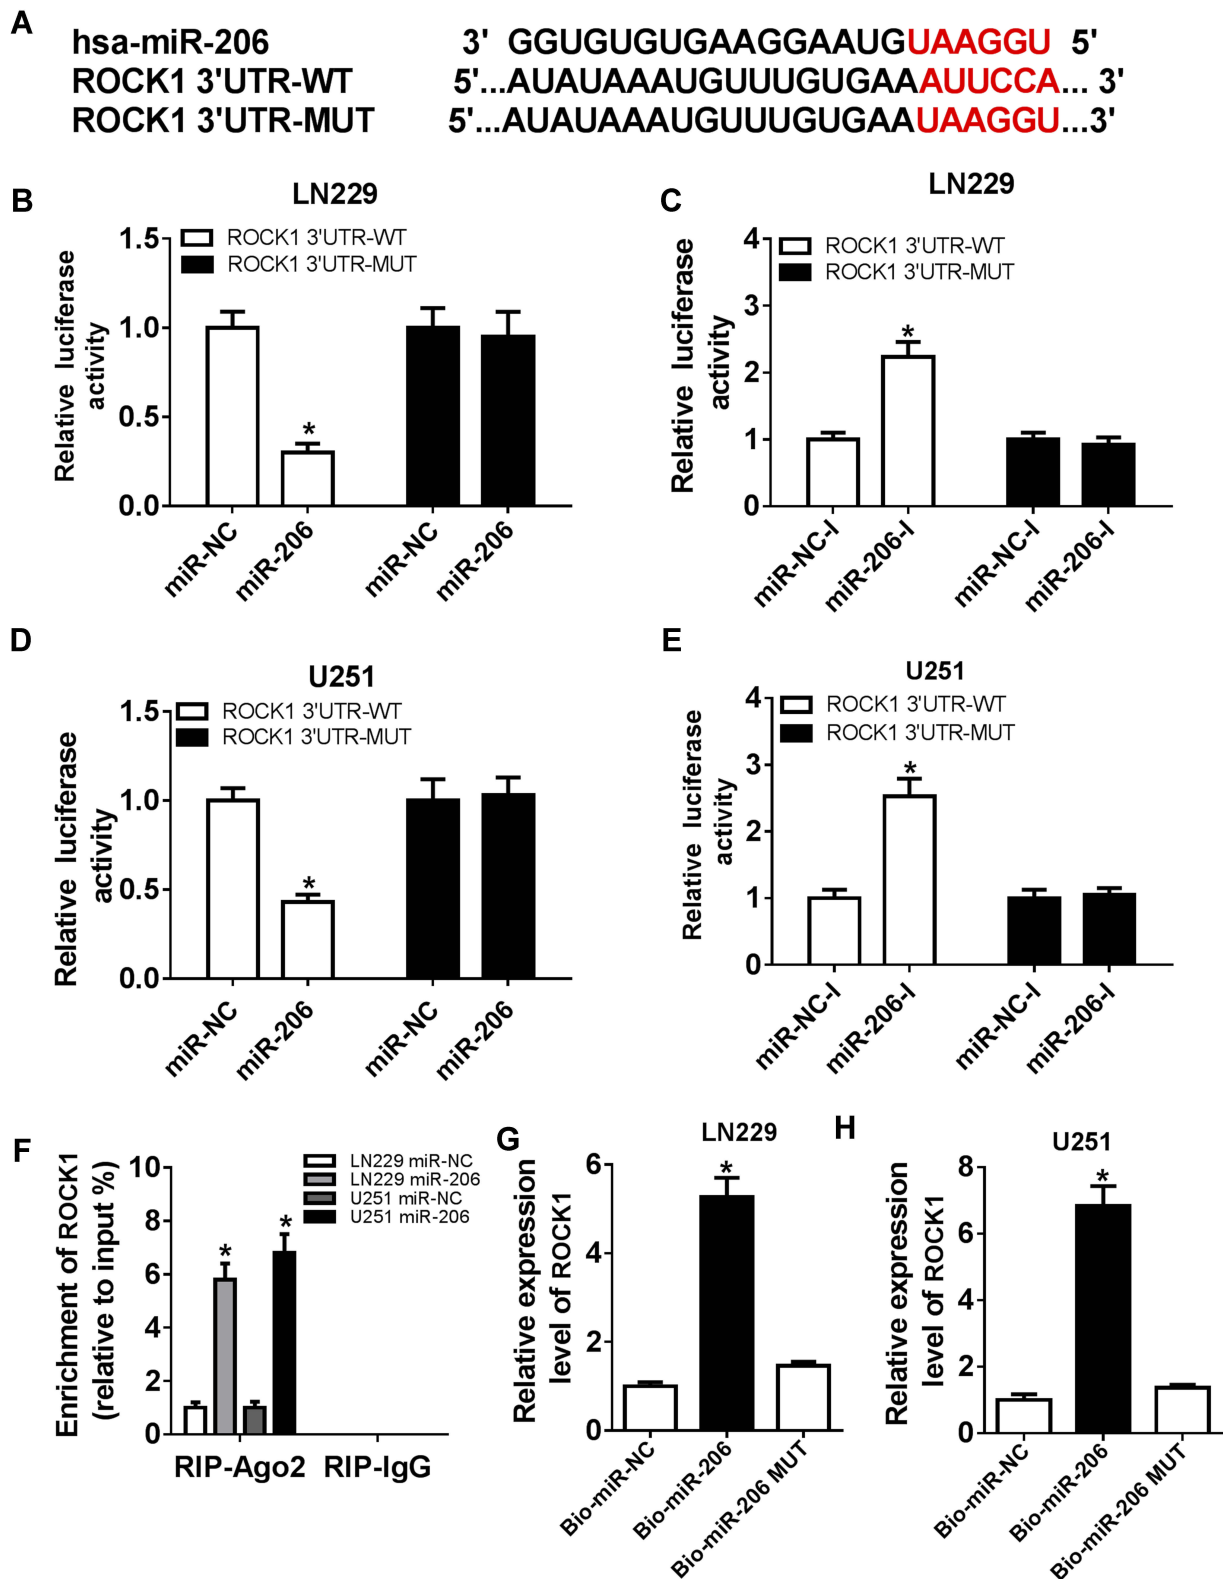 A
hsa-miR-206 3' GGUGUGUGAAGGAAUGUAAGGU 5'
ROCK1 3'UTR-WT 5'...AUAUAAAUGUUUGUGAAAUUCCA... 3'
ROCK1 3'UTR-MUT 5'...AUAUAAAUGUUUGUGAAUAAGGU...3'
B
LN229
ROCK1 3'UTR-WT
ROCK1 3'UTR-MUT
Relative luciferase
activity
1.5
1.0
0.5
0.0
*
miR-NC
miR-206
miR-NC
miR-206
C
LN229
ROCK1 3'UTR-WT
ROCK1 3'UTR-MUT
Relative luciferase
activity
4
3
2
1
0
*
miR-NC-I
miR-206-I
miR-NC-I
miR-206-I
D
U251
ROCK1 3'UTR-WT
ROCK1 3'UTR-MUT
Relative luciferase
activity
1.5
1.0
0.5
0.0
*
miR-NC
miR-206
miR-NC
miR-206
E
U251
ROCK1 3'UTR-WT
ROCK1 3'UTR-MUT
Relative luciferase
activity
4
3
2
1
0
*
miR-NC-I
miR-206-I
miR-NC-I
miR-206-I
F
LN229 miR-NC
LN229 miR-206
U251 miR-NC
U251 miR-206
Enrichment of ROCK1
(relative to input %)
10
8
6
4
2
0
*
*
RIP-Ago2 RIP-IgG
G
LN229
Relative expression
level of ROCK1
6
4
2
0
*
Bio-miR-NC
Bio-miR-206
Bio-miR-206 MUT
H
U251
Relative expression
level of ROCK1
8
6
4
2
0
*
Bio-miR-NC
Bio-miR-206
Bio-miR-206 MUT